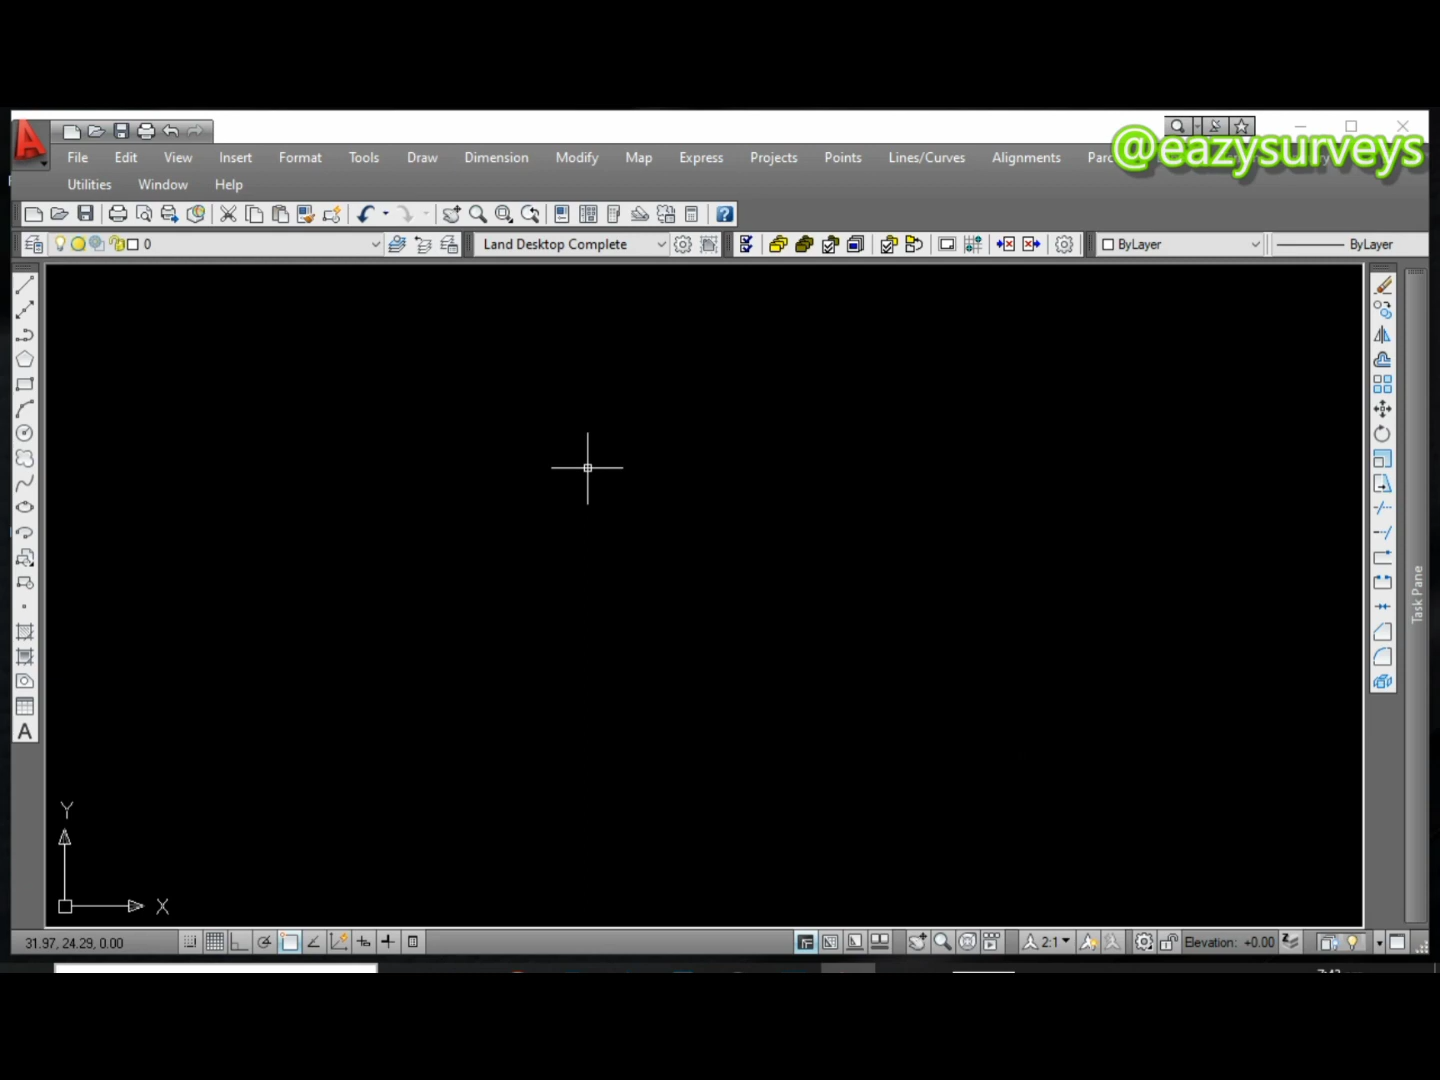 @eazysurveys
File Edit View Insert Format Tools Draw Dimension Modify Map Express Projects Points Lines/Curves Alignments
Utilities Window Help
0 Land Desktop Complete ByLayer ByLayer
A
Task Pane
Y
X
31.97, 24.29, 0.00 2:1 Elevation: +0.00